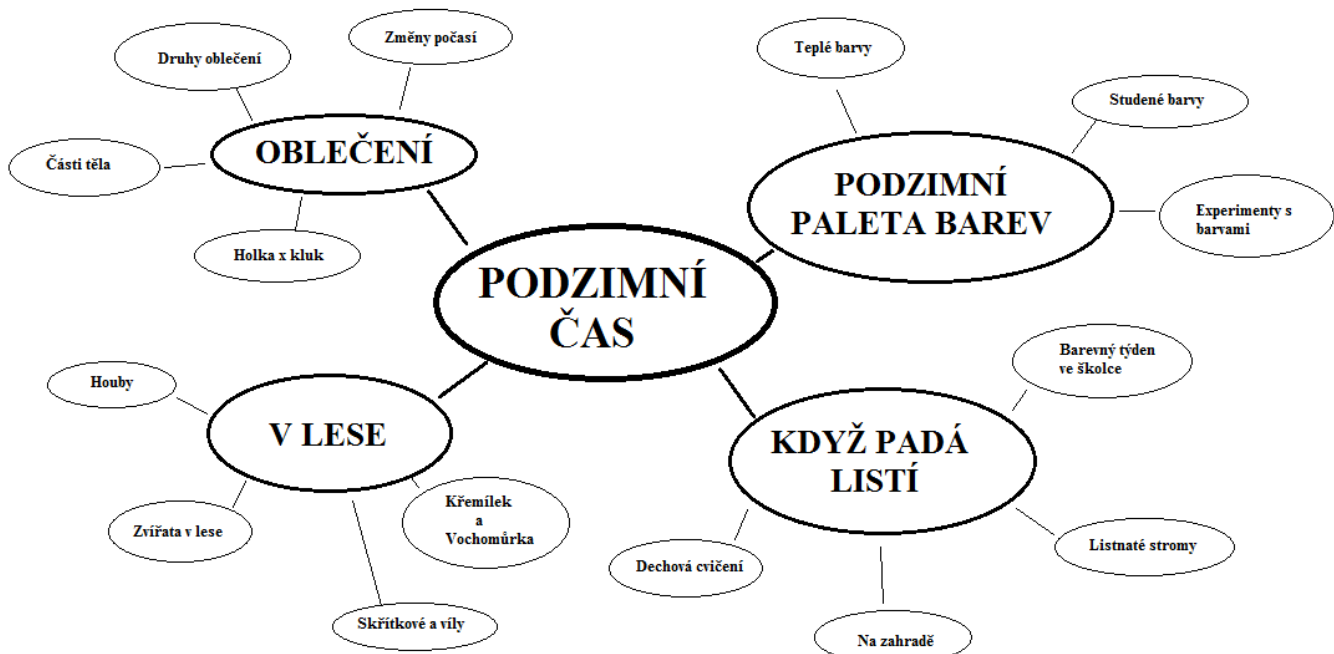 Změny počasí
Druhy oblečení
OBLEČENÍ
Části těla
Holka x kluk
Teplé barvy
Studené barvy
PODZIMNÍ
PALETA BAREV
Experimenty s
barvami
PODZIMNÍ
ČAS
Houby
V LESE
Zvířata v lese
Křemílek
a
Vochomůrka
Skřítkové a víly
Barevný týden
ve školce
KDYŽ PADÁ
LISTÍ
Dechová cvičení
Listnaté stromy
Na zahradě